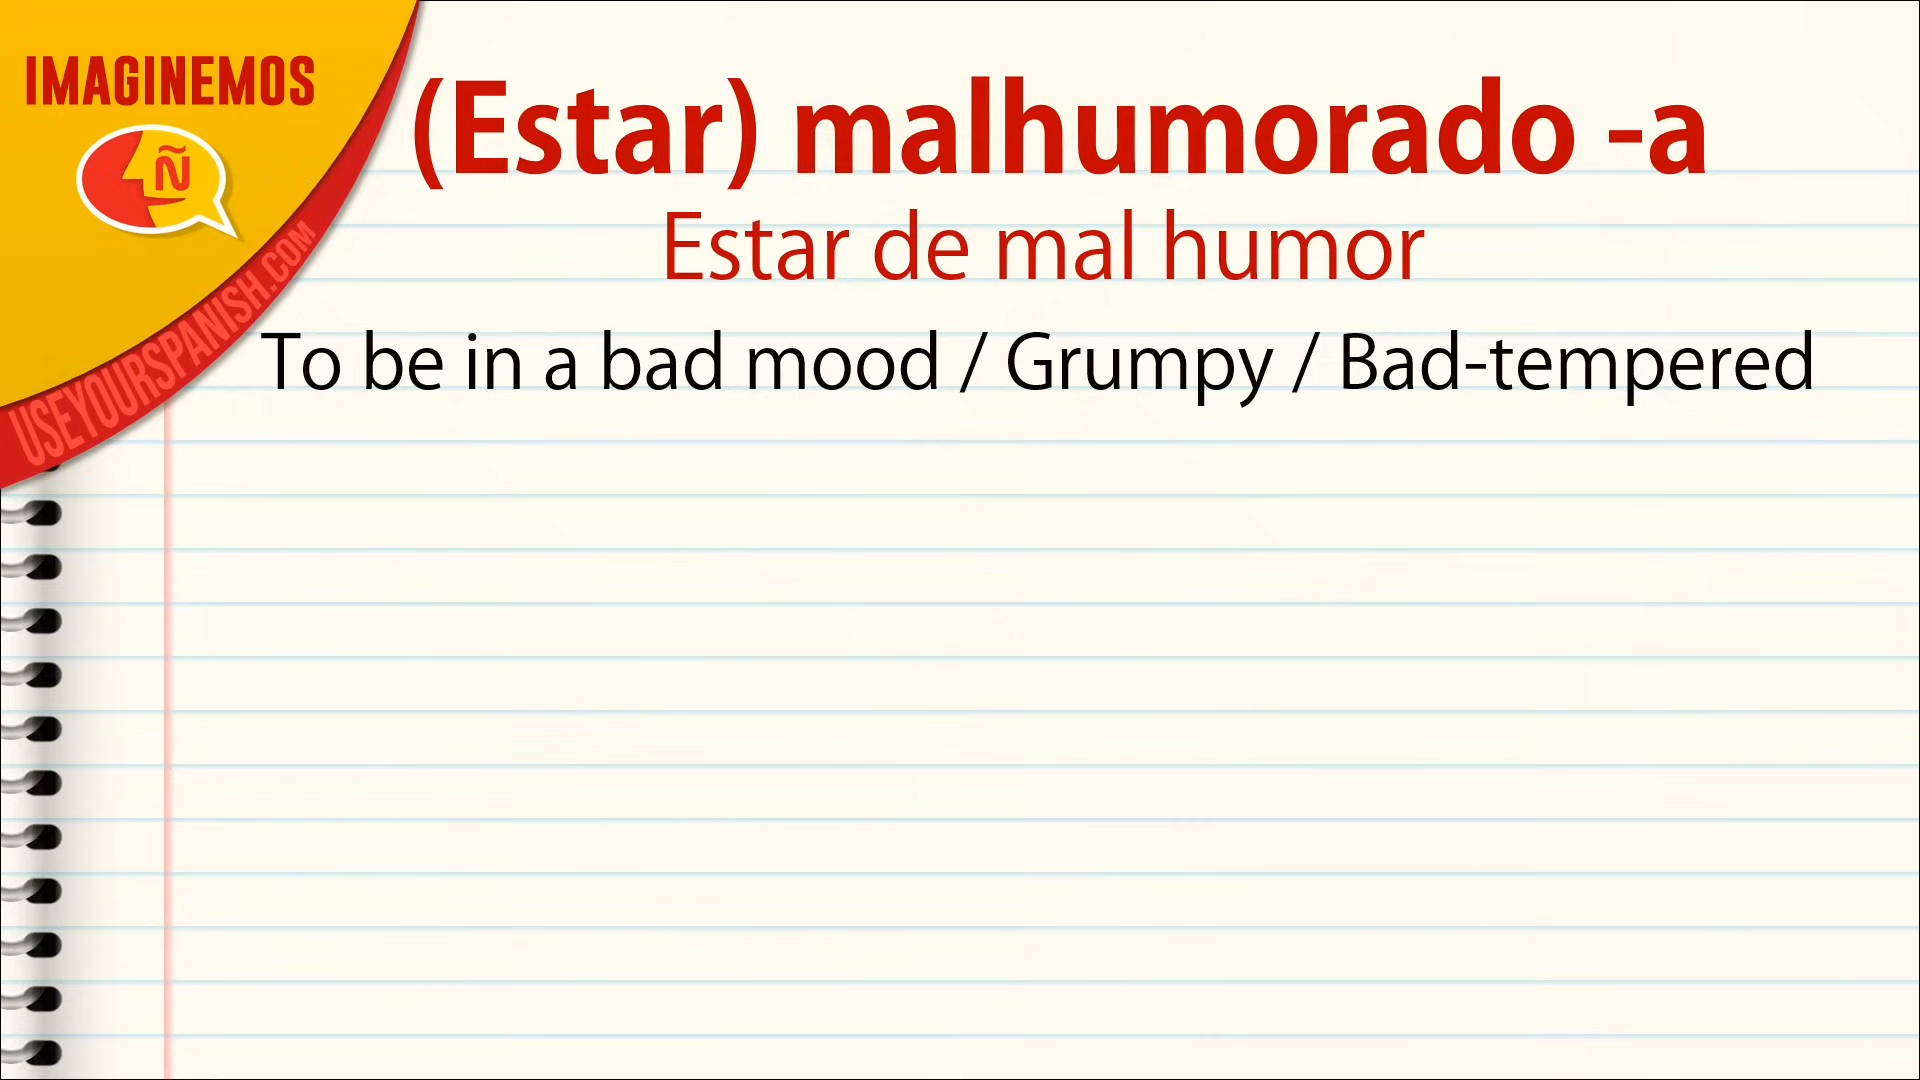 IMAGINEMOS
Ñ
USEYOURSPANISH.COM
(Estar) malhumorado -a
Estar de mal humor
To be in a bad mood / Grumpy / Bad-tempered